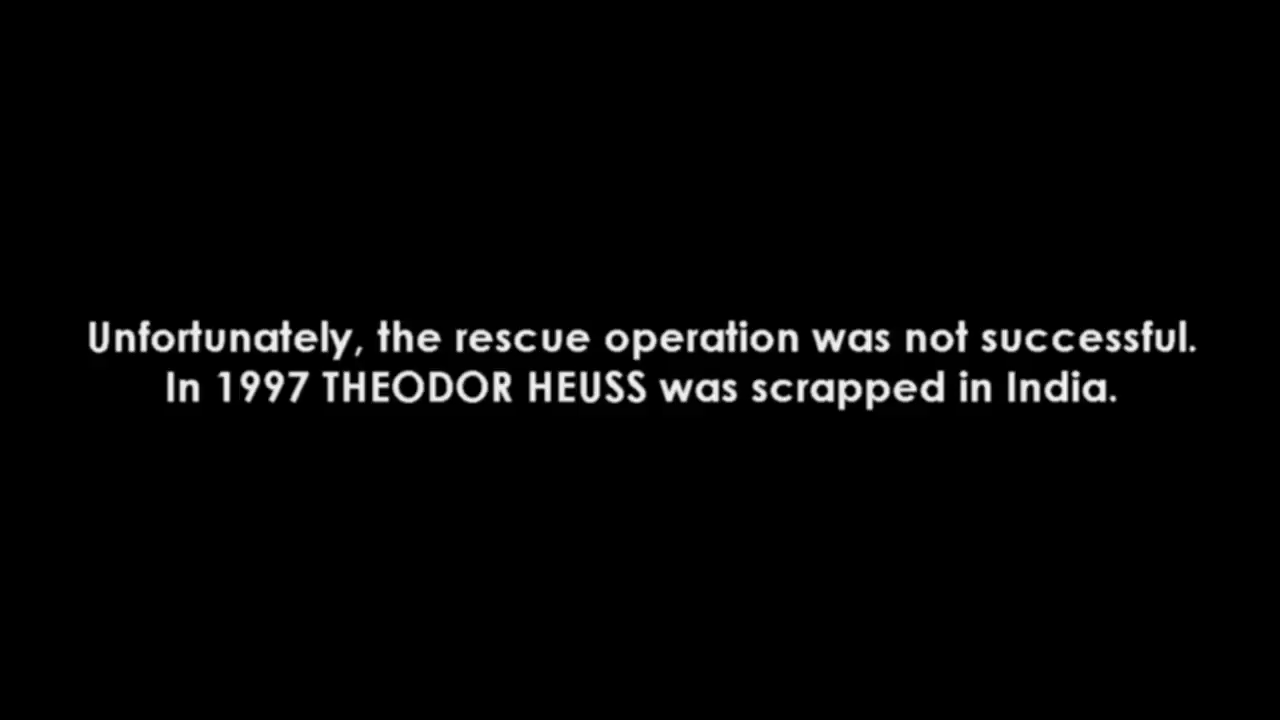 Unfortunately, the rescue operation was not successful.
In 1997 THEODOR HEUSS was scrapped in India.